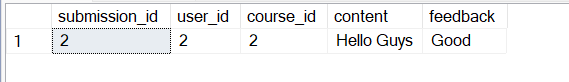 submission_id user_id course_id content feedback
1 2 2 2 Hello Guys Good